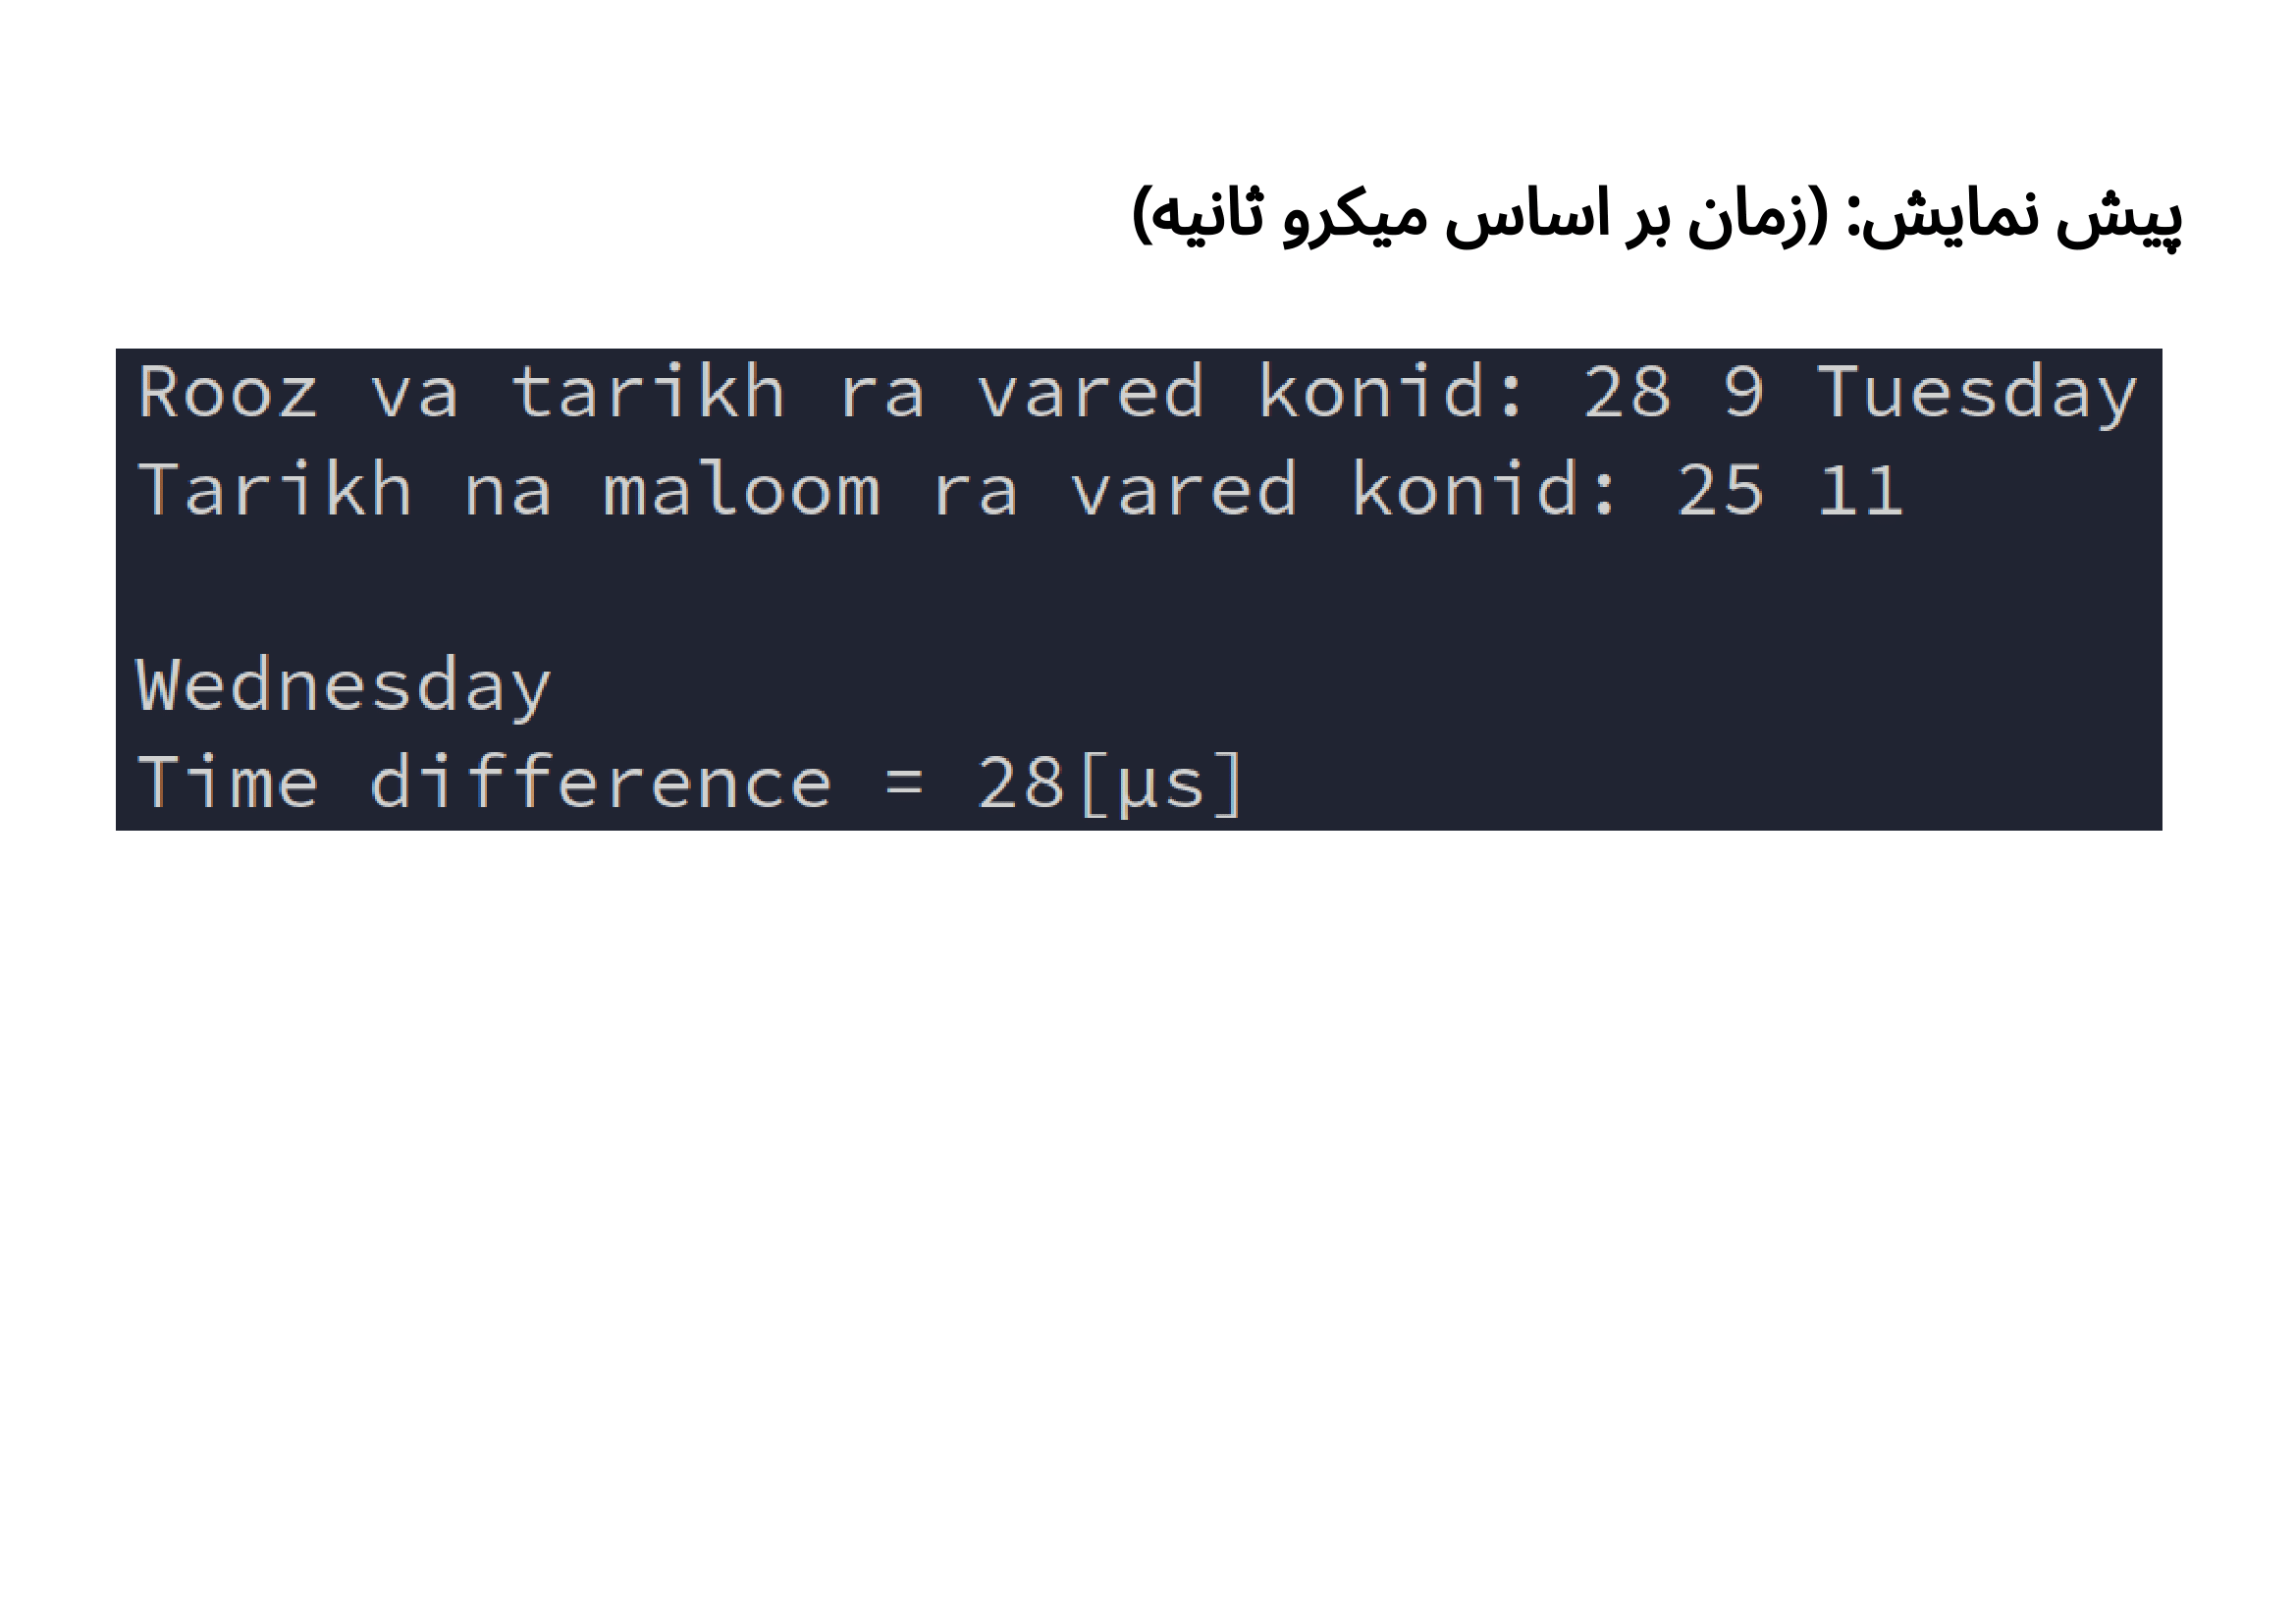 پیش نمایش: (زمان بر اساس میکرو ثانیه)
Rooz va tarikh ra vared konid: 28 9 Tuesday
Tarikh na maloom ra vared konid: 25 11
Wednesday
Time difference = 28[µs]